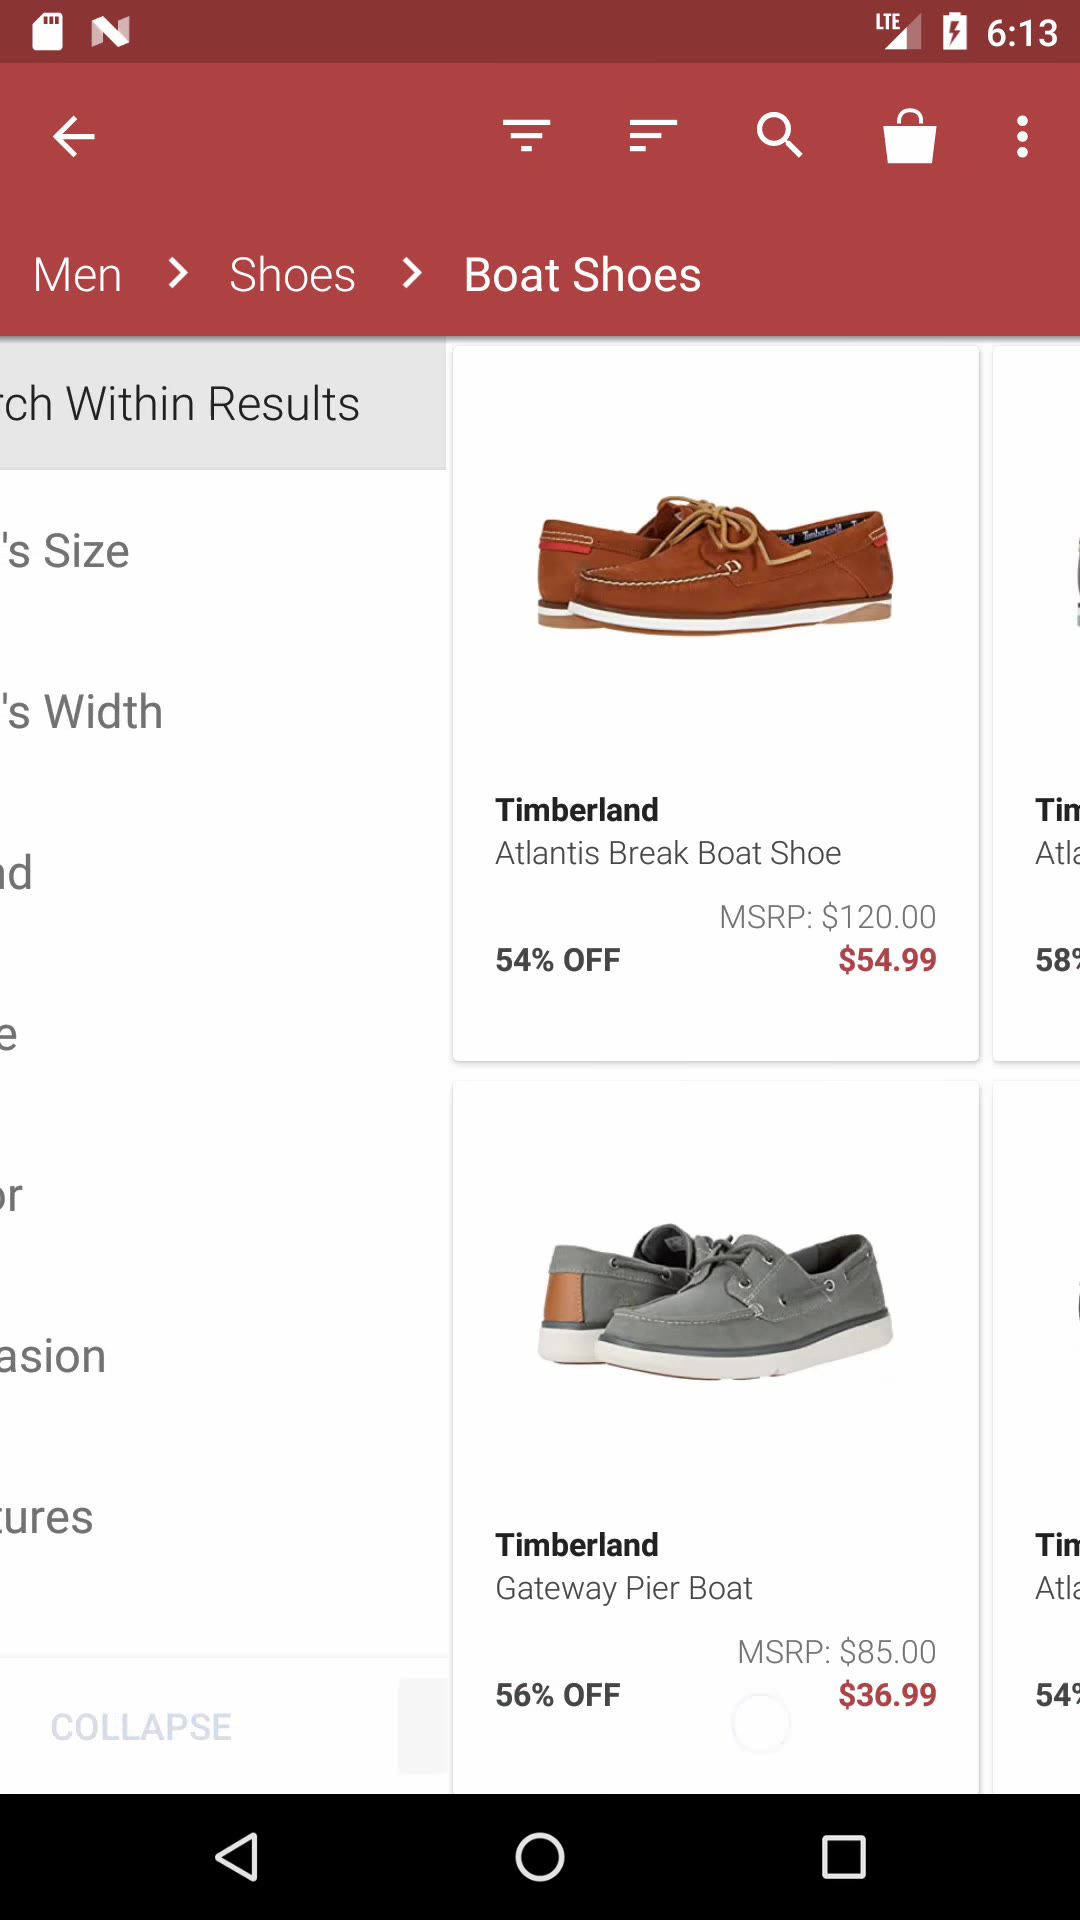 LTE 6:13
Men > Shoes > Boat Shoes
rch Within Results
's Size
's Width
nd
e
or
asion
tures
COLLAPSE
Timberland
Atlantis Break Boat Shoe
MSRP: $120.00
54% OFF $54.99
Tim
Atla
58%
Timberland
Gateway Pier Boat
MSRP: $85.00
56% OFF $36.99
Tim
Atla
54%